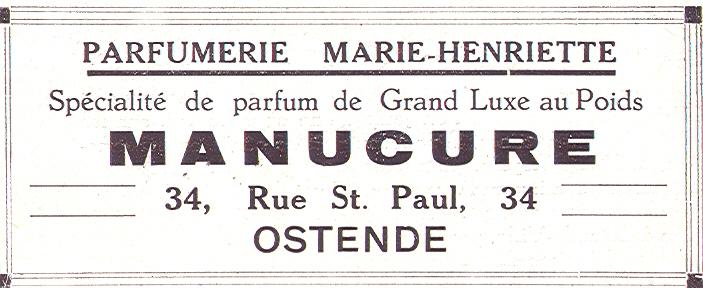 PARFUMERIE MARIE-HENRIETTE
Spécialité de parfum de Grand Luxe au Poids
MANUCURE
34, Rue St. Paul, 34
OSTENDE